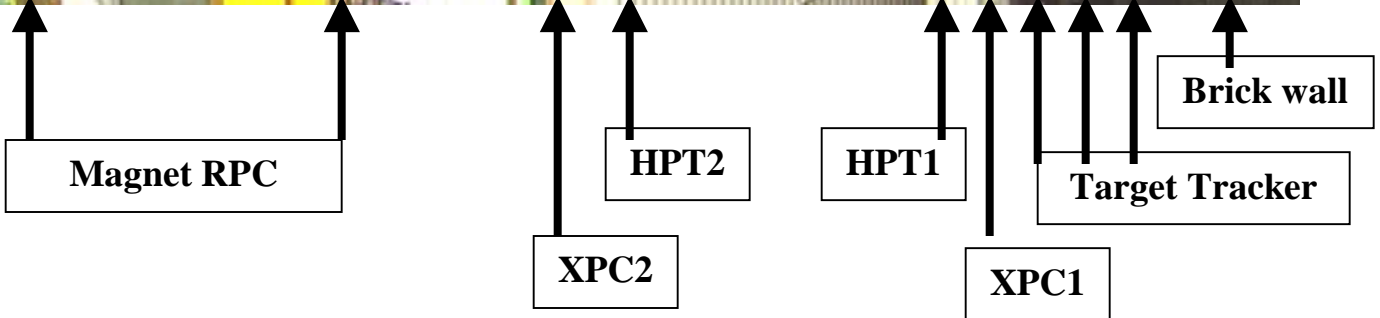 Brick wall
Magnet RPC
HPT2
HPT1
Target Tracker
XPC2
XPC1